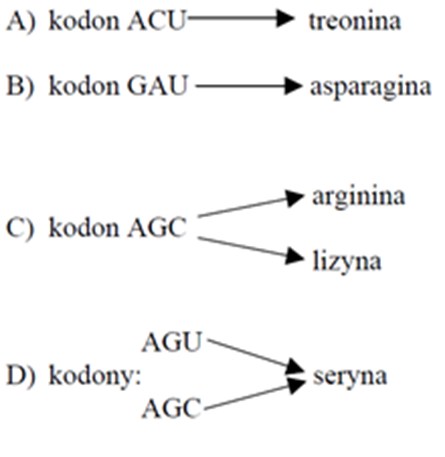 A) kodon ACU treonina
B) kodon GAU asparagina
arginina
C) kodon AGC
lizyna
AGU
D) kodony: seryna
AGC